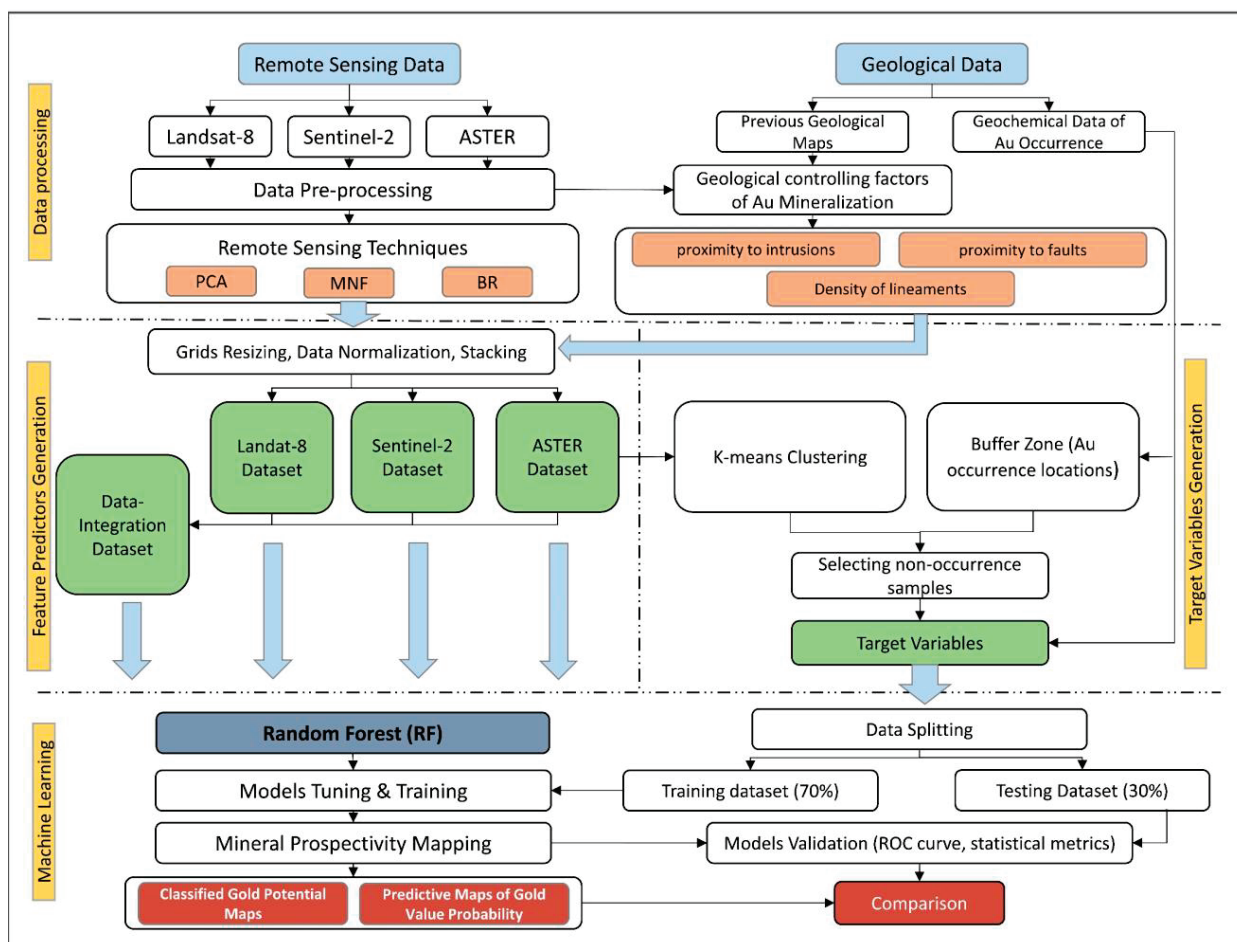 Remote Sensing Data
Geological Data
Data processing
Landsat-8
Sentinel-2
ASTER
Previous Geological
Maps
Geochemical Data of
Au Occurrence
Data Pre-processing
Geological controlling factors
of Au Mineralization
Remote Sensing Techniques
PCA
MNF
BR
proximity to intrusions
proximity to faults
Density of lineaments
Feature Predictors Generation
Grids Resizing, Data Normalization, Stacking
Landat-8
Dataset
Sentinel-2
Dataset
ASTER
Dataset
Data-
Integration
Dataset
K-means Clustering
Buffer Zone (Au
occurrence locations)
Selecting non-occurrence
samples
Target Variables
Target Variables Generation
Machine Learning
Random Forest (RF)
Data Splitting
Models Tuning & Training
Training dataset (70%)
Testing Dataset (30%)
Mineral Prospectivity Mapping
Models Validation (ROC curve, statistical metrics)
Classified Gold Potential
Maps
Predictive Maps of Gold
Value Probability
Comparison